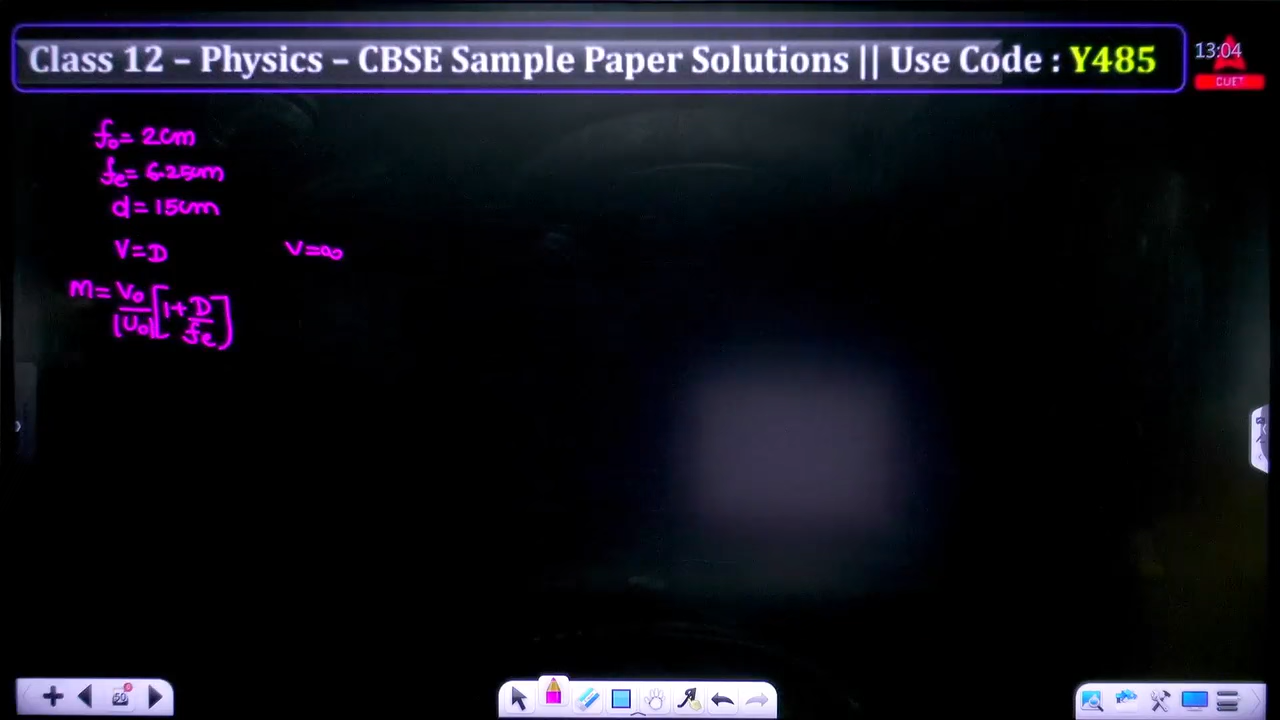 Class 12 – Physics – CBSE Sample Paper Solutions || Use Code : Y485
13:04
CUET
f₀ = 2cm
fe = 6.25cm
d = 15cm
V = D
V = ∞
M = V₀/|U₀| [1 + D/fe]
50